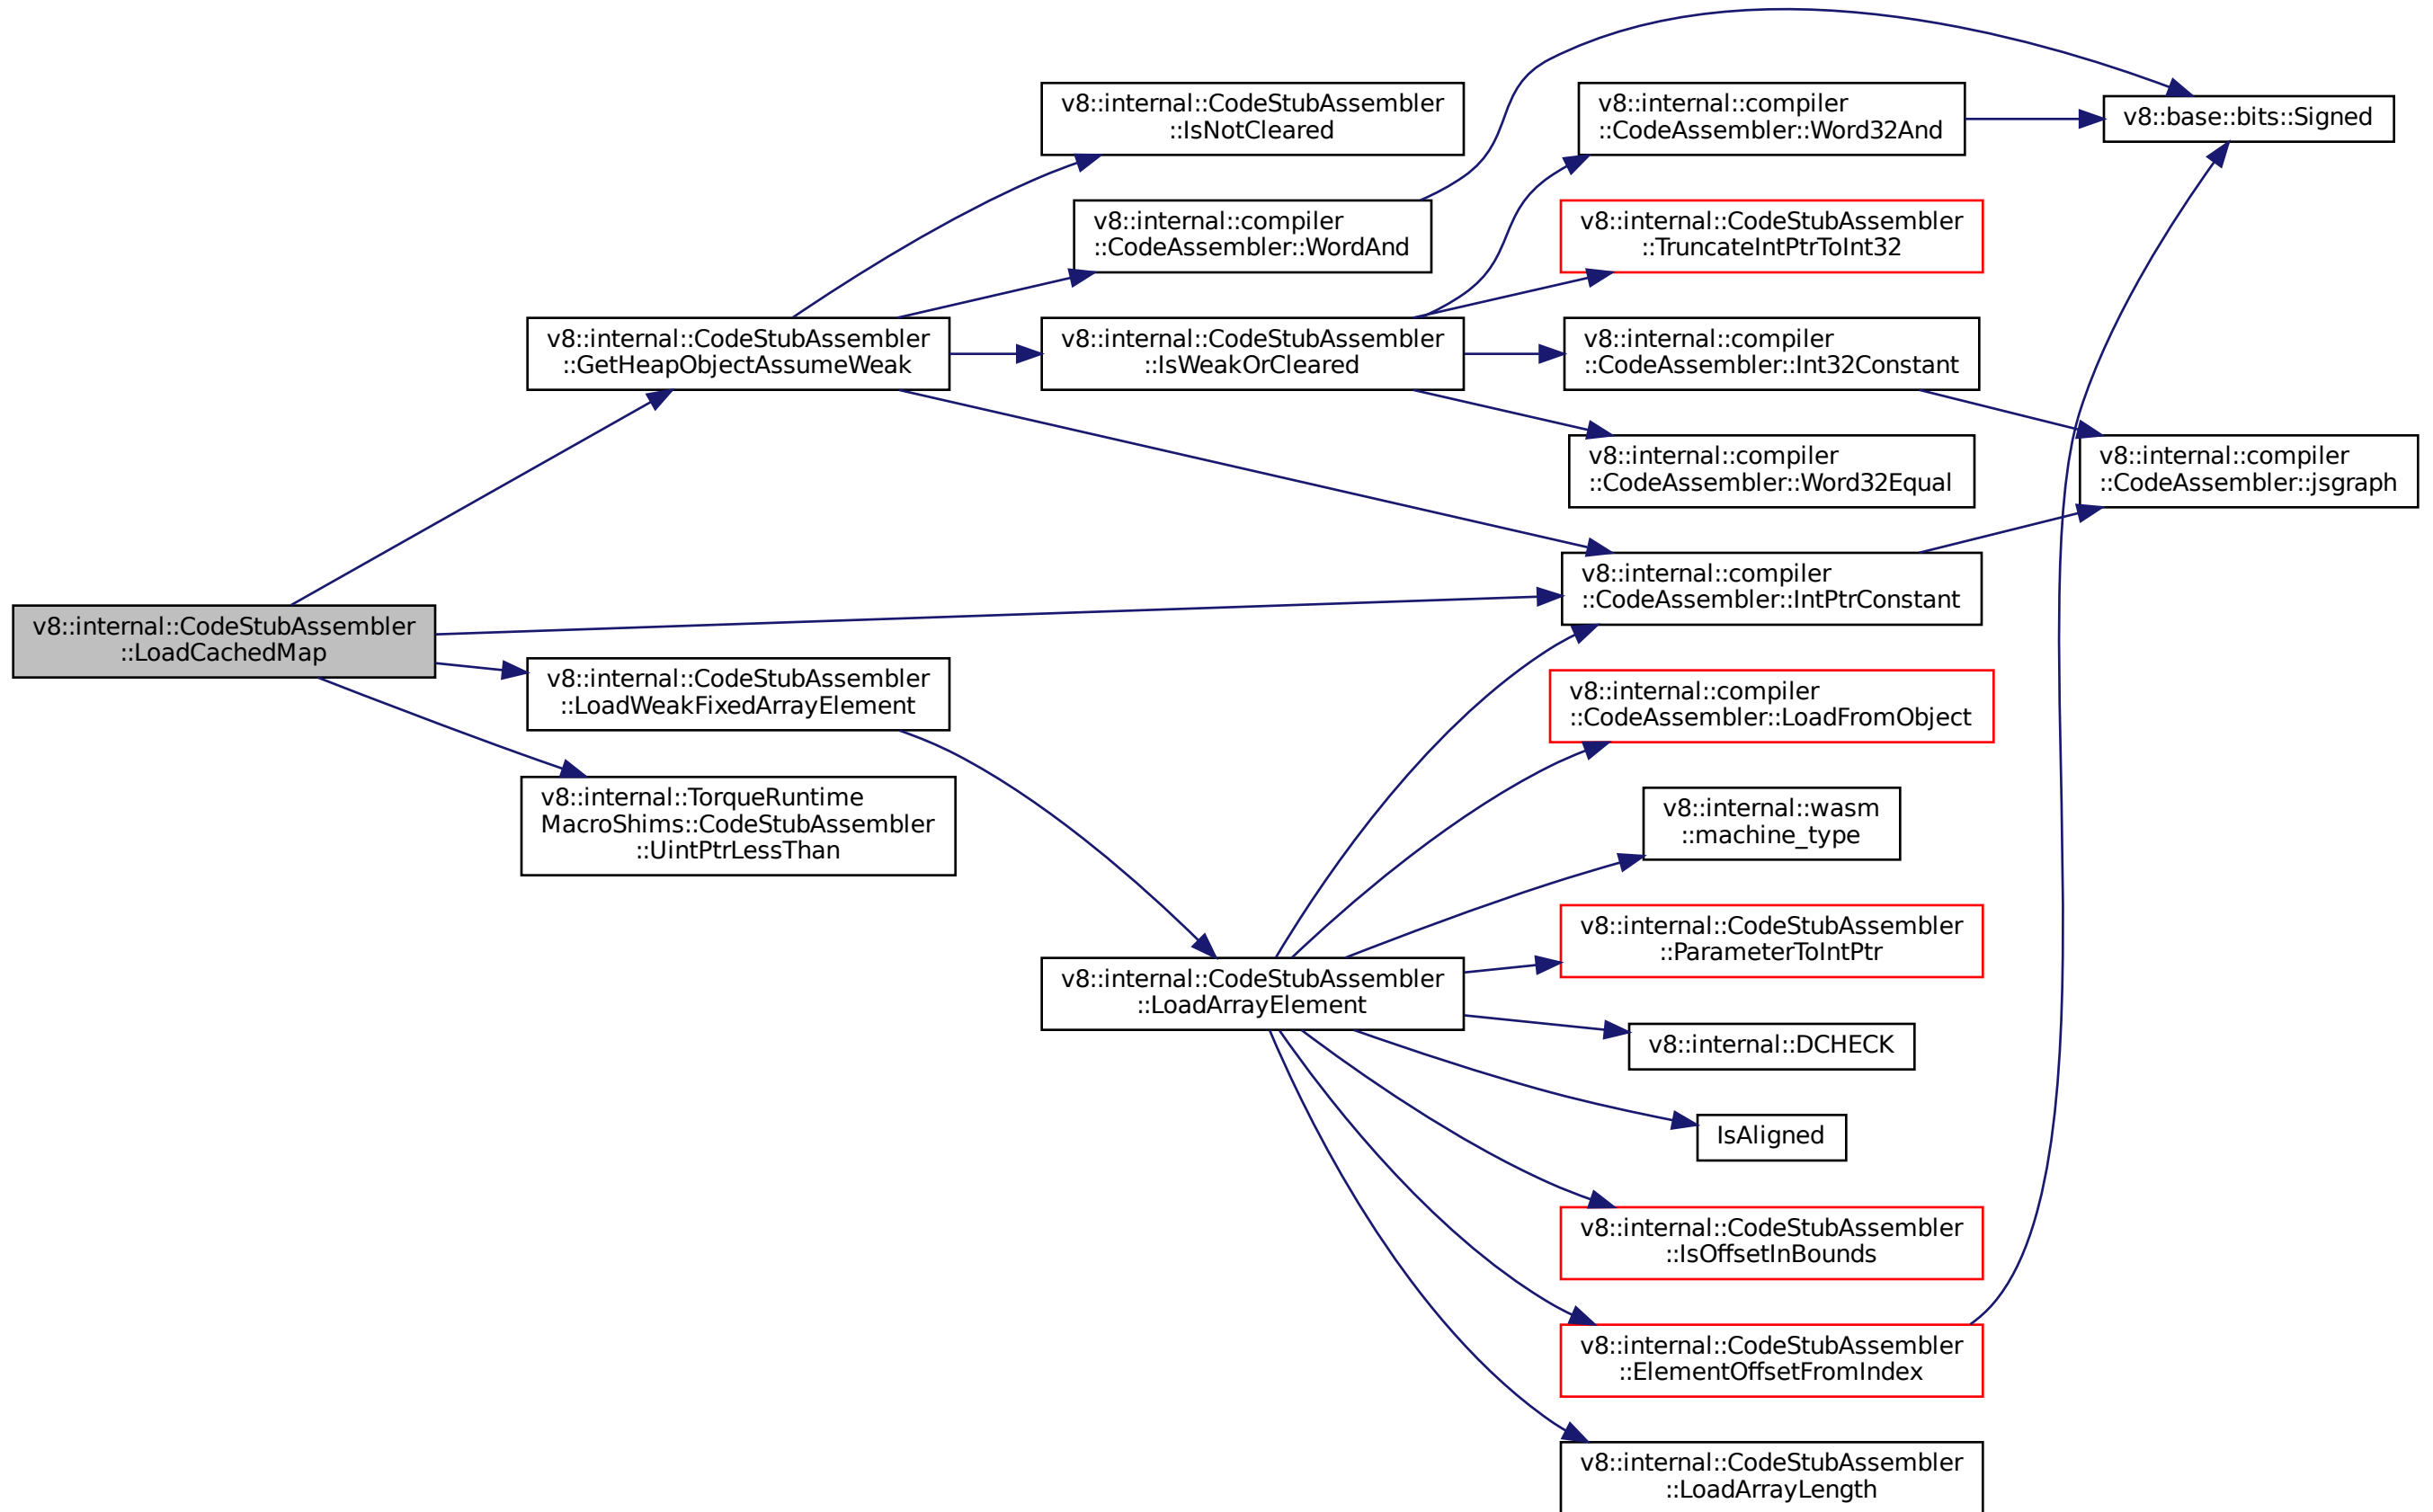 v8::internal::CodeStubAssembler
::LoadCachedMap
v8::internal::CodeStubAssembler
::GetHeapObjectAssumeWeak
v8::internal::CodeStubAssembler
::LoadWeakFixedArrayElement
v8::internal::TorqueRuntime
MacroShims::CodeStubAssembler
::UintPtrLessThan
v8::internal::CodeStubAssembler
::IsNotCleared
v8::internal::compiler
::CodeAssembler::WordAnd
v8::internal::CodeStubAssembler
::IsWeakOrCleared
v8::internal::CodeStubAssembler
::LoadArrayElement
v8::internal::compiler
::CodeAssembler::Word32And
v8::internal::CodeStubAssembler
::TruncateIntPtrToInt32
v8::internal::compiler
::CodeAssembler::Int32Constant
v8::internal::compiler
::CodeAssembler::Word32Equal
v8::internal::compiler
::CodeAssembler::IntPtrConstant
v8::internal::compiler
::CodeAssembler::LoadFromObject
v8::internal::wasm
::machine_type
v8::internal::CodeStubAssembler
::ParameterToIntPtr
v8::internal::DCHECK
IsAligned
v8::internal::CodeStubAssembler
::IsOffsetInBounds
v8::internal::CodeStubAssembler
::ElementOffsetFromIndex
v8::internal::CodeStubAssembler
::LoadArrayLength
v8::base::bits::Signed
v8::internal::compiler
::CodeAssembler::jsgraph